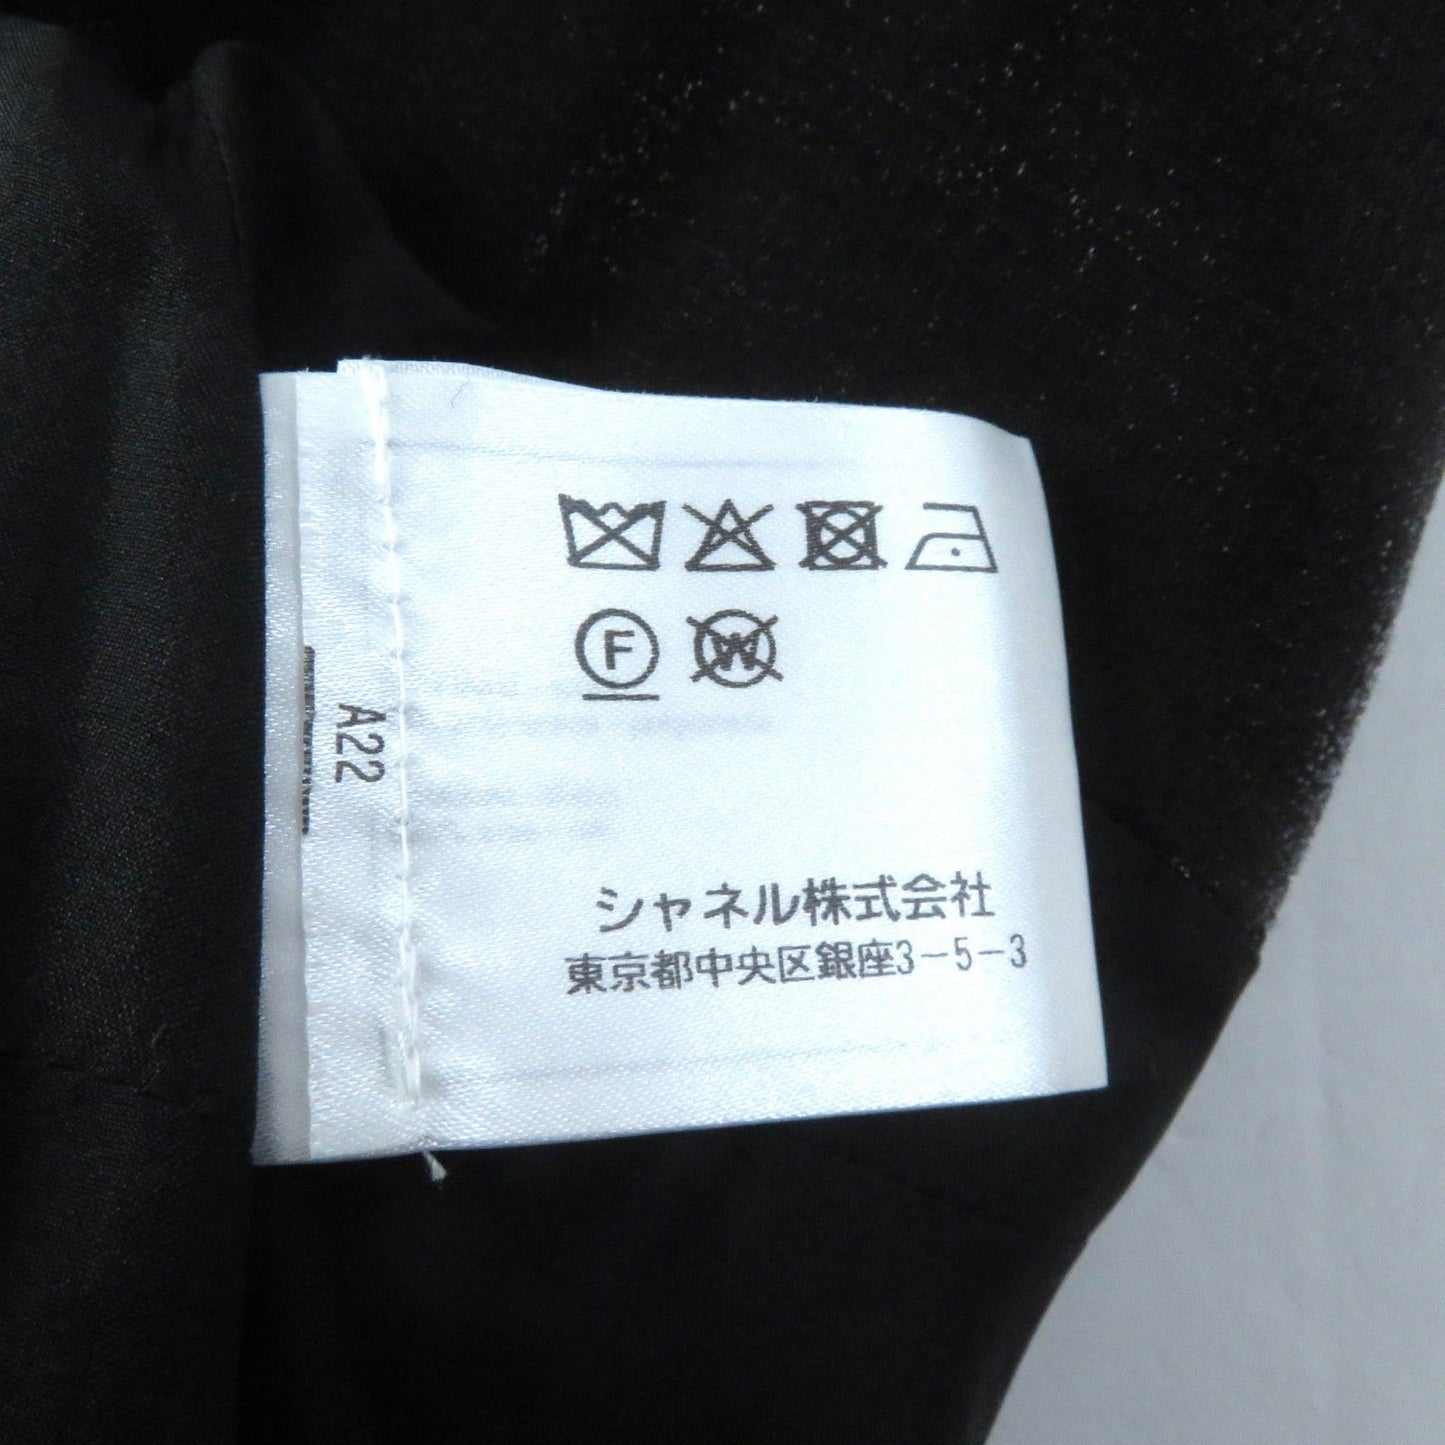 F W
A22
シャネル株式会社
東京都中央区銀座3-5-3